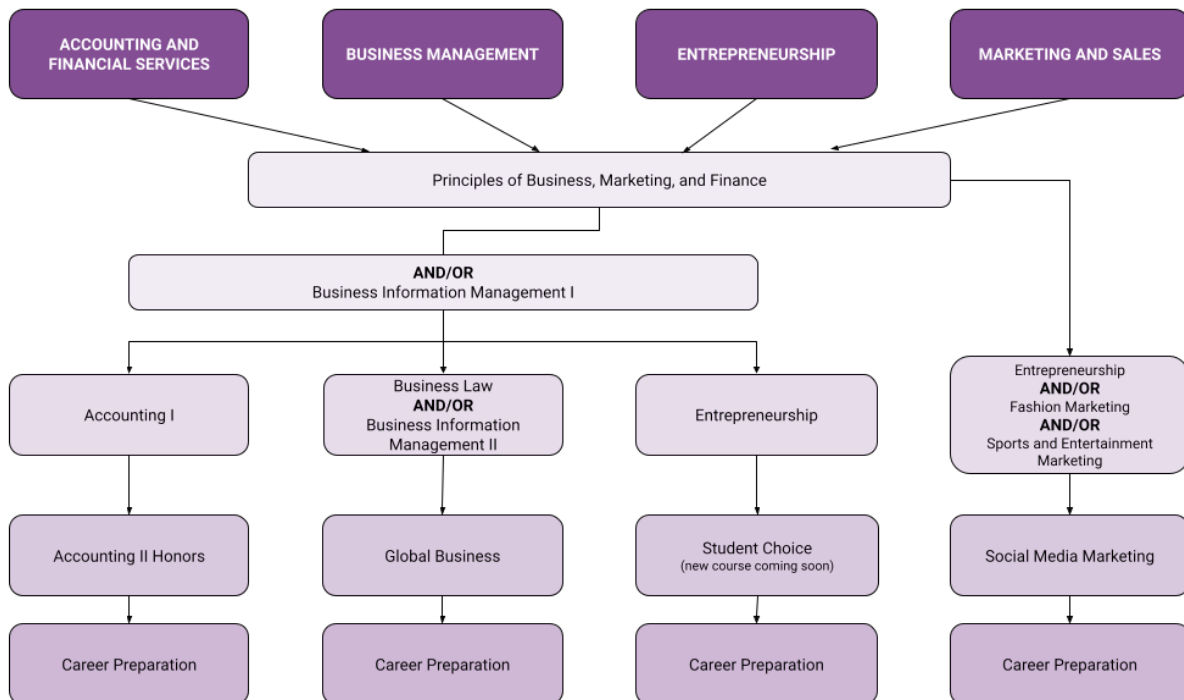 ACCOUNTING AND
FINANCIAL SERVICES
BUSINESS MANAGEMENT
ENTREPRENEURSHIP
MARKETING AND SALES
Principles of Business, Marketing, and Finance
AND/OR
Business Information Management I
Accounting I
Business Law
AND/OR
Business Information
Management II
Entrepreneurship
Entrepreneurship
AND/OR
Fashion Marketing
AND/OR
Sports and Entertainment
Marketing
Accounting II Honors
Global Business
Student Choice
(new course coming soon)
Social Media Marketing
Career Preparation
Career Preparation
Career Preparation
Career Preparation